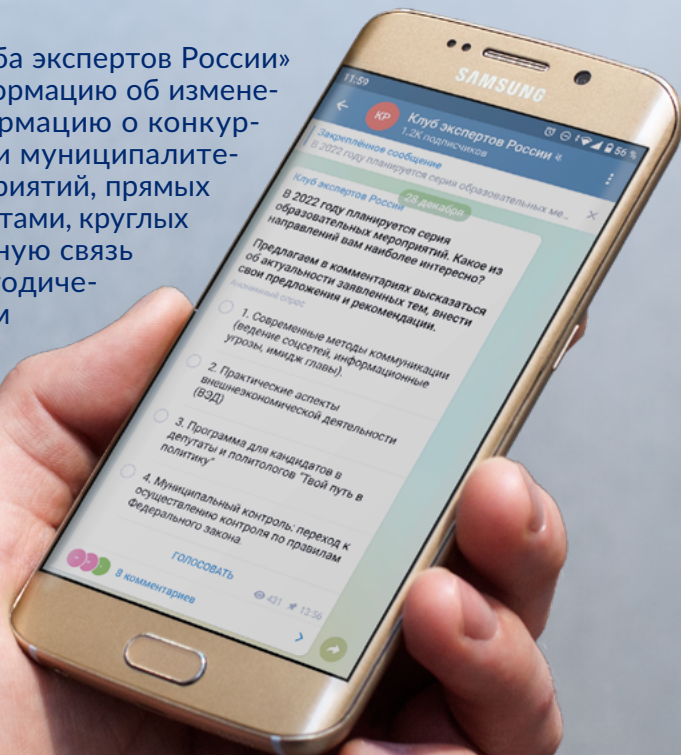 ба экспертов России»
ормацию об измене-
рмацию о конкур-
и муниципалите-
риятий, прямых
тами, круглых
ную связь
тодиче-
м
SAMSUNG
11:59
56 %
КР
Клуб экспертов России
1.2K подписчиков
Закреплённое сообщение
В 2022 году планируется серия образовательных ме...
28 декабря
Клуб экспертов России
В 2022 году планируется серия
образовательных мероприятий. Какое из
направлений вам наиболее интересно?
Предлагаем в комментариях высказаться
об актуальности заявленных тем, внести
свои предложения и рекомендации.
Анонимный опрос
1. Современные методы коммуникации
(ведение соцсетей, информационные
угрозы, имидж главы).
2. Практические аспекты
внешнеэкономической деятельности
(ВЭД)
3. Программа для кандидатов в
депутаты и политологов "Твой путь в
политику"
4. Муниципальный контроль: переход к
осуществлению контроля по правилам
Федерального закона.
ГОЛОСОВАТЬ
431 13:56
8 комментариев